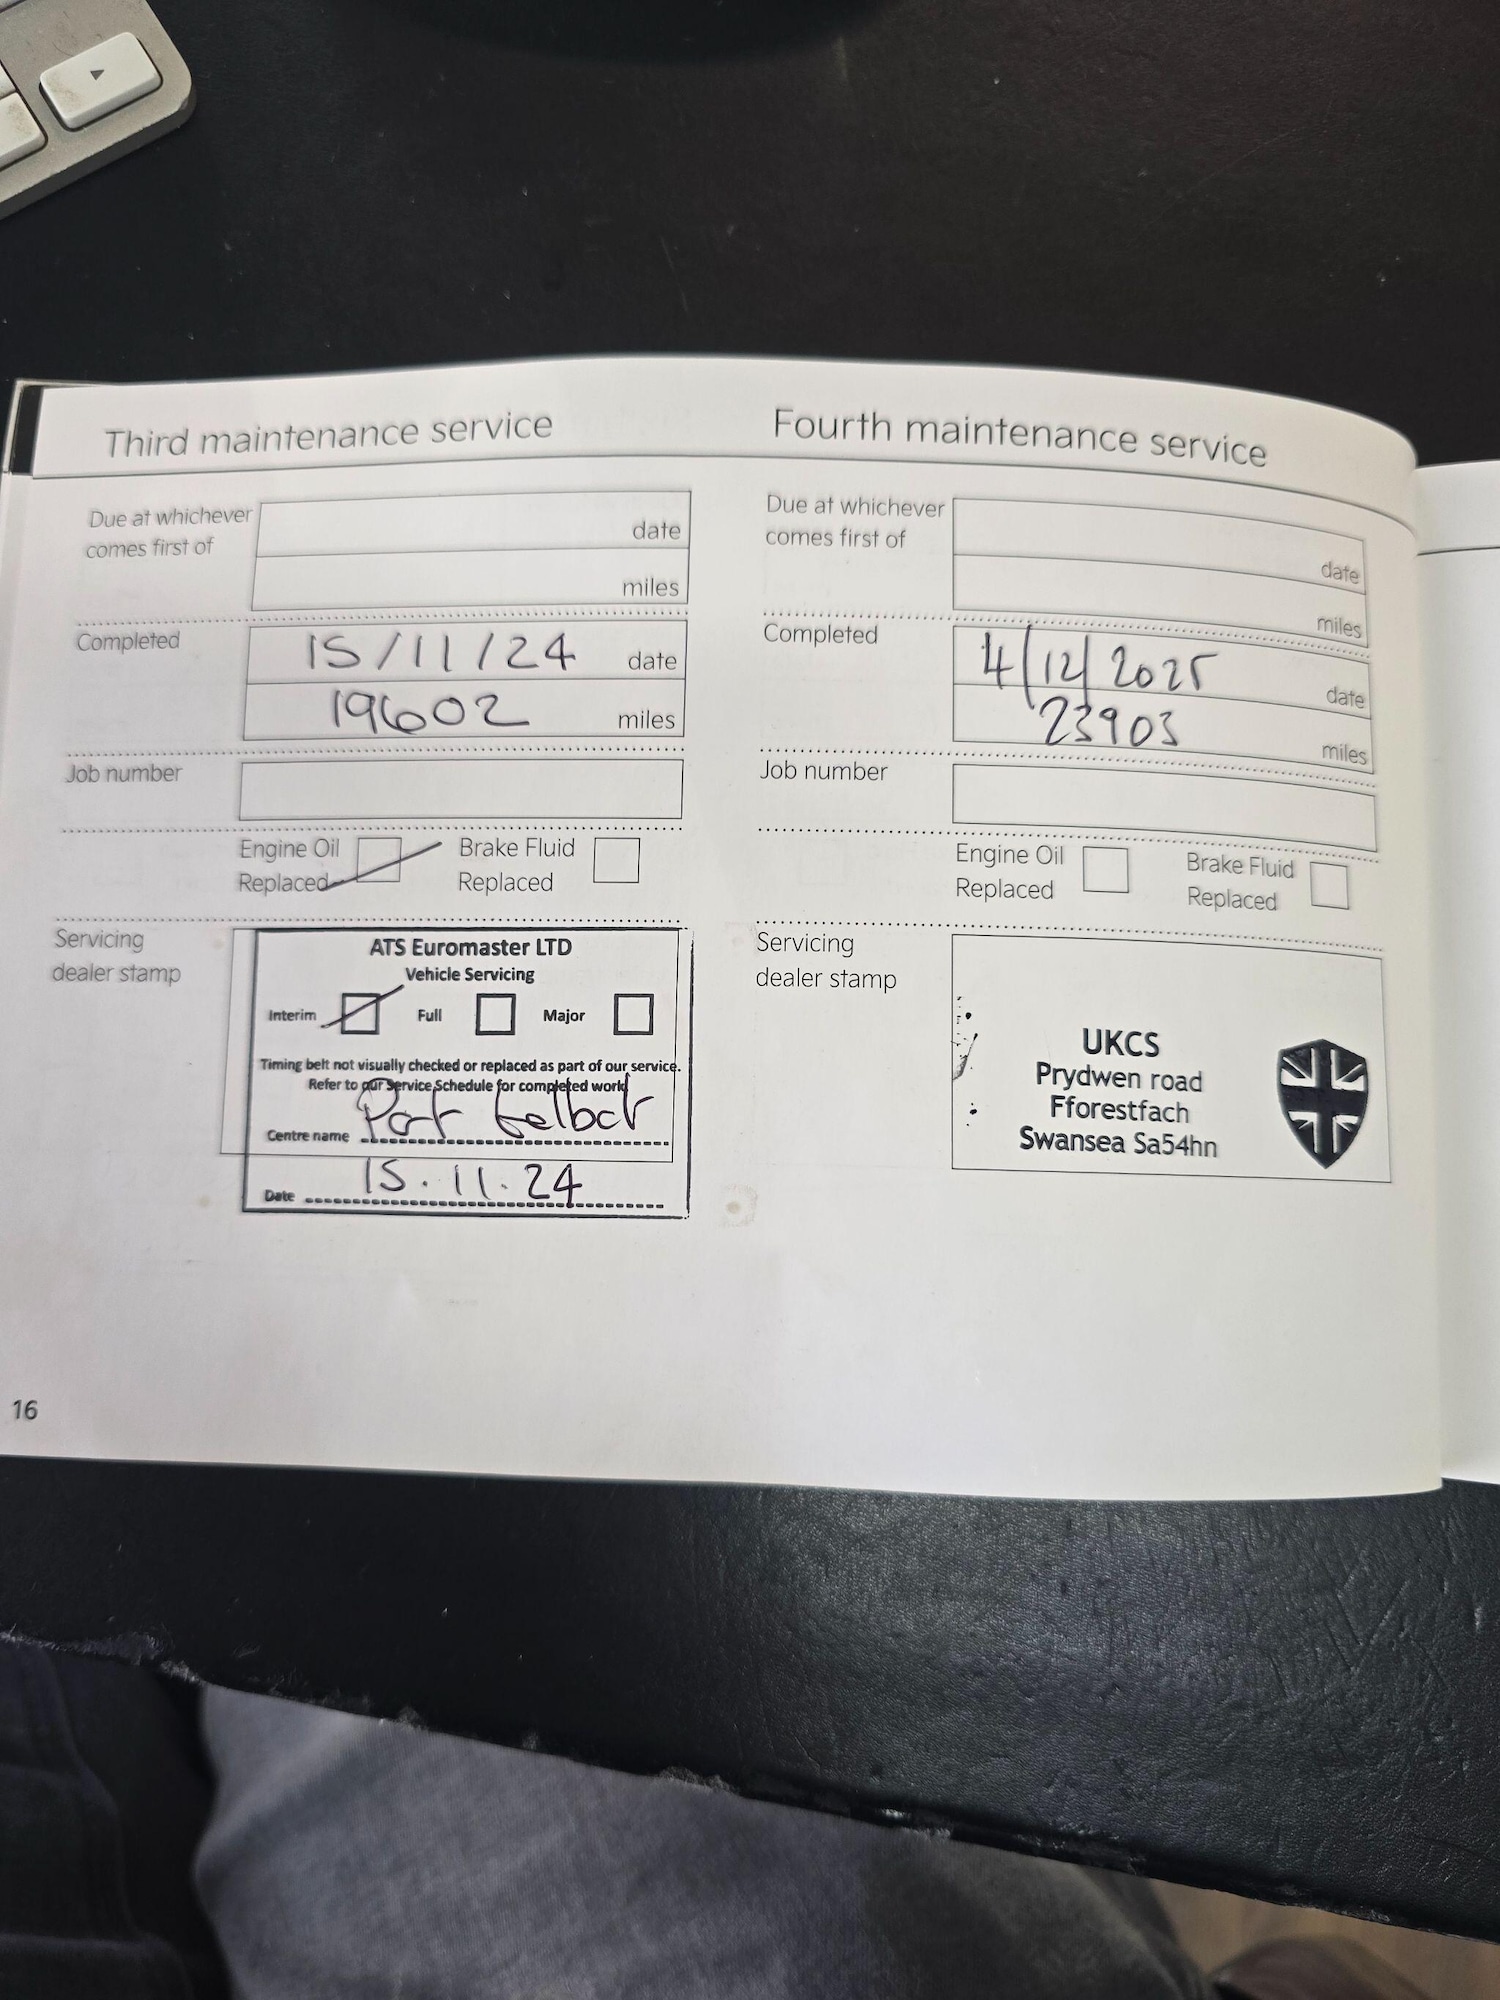 Third maintenance service
Due at whichever
comes first of
date
miles
Completed
15/11/24 date
19602 miles
Job number
Engine Oil
Replaced
Brake Fluid
Replaced
Servicing
dealer stamp
ATS Euromaster LTD
Vehicle Servicing
Interim Full Major
Timing belt not visually checked or replaced as part of our service.
Refer to our Service Schedule for completed work
Centre name Port Talbot
Date 15.11.24
16
Fourth maintenance service
Due at whichever
comes first of
date
miles
Completed
4/12/2025 date
23903 miles
Job number
Engine Oil
Replaced
Brake Fluid
Replaced
Servicing
dealer stamp
UKCS
Prydwen road
Fforestfach
Swansea Sa54hn